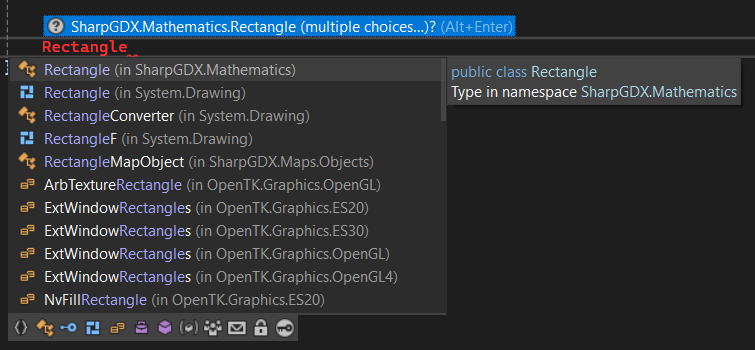 SharpGDX.Mathematics.Rectangle (multiple choices...)? (Alt+Enter)
Rectangle
}
Rectangle (in SharpGDX.Mathematics)
public class Rectangle
Type in namespace SharpGDX.Mathematics
Rectangle (in System.Drawing)
RectangleConverter (in System.Drawing)
RectangleF (in System.Drawing)
RectangleMapObject (in SharpGDX.Maps.Objects)
ArbTextureRectangle (in OpenTK.Graphics.OpenGL)
ExtWindowRectangles (in OpenTK.Graphics.ES20)
ExtWindowRectangles (in OpenTK.Graphics.ES30)
ExtWindowRectangles (in OpenTK.Graphics.OpenGL)
ExtWindowRectangles (in OpenTK.Graphics.OpenGL4)
NvFillRectangle (in OpenTK.Graphics.ES20)